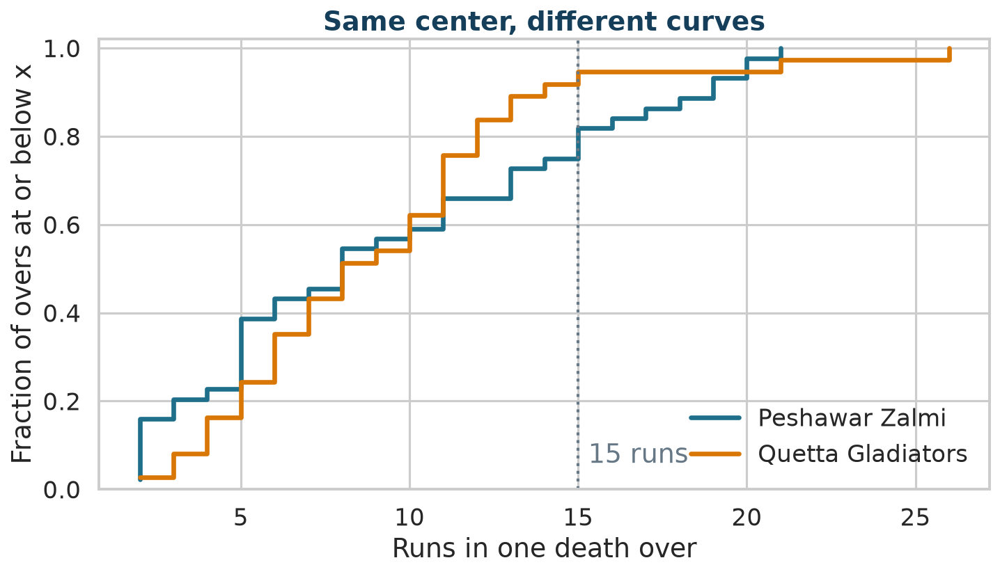 Same center, different curves
Fraction of overs at or below x
1.0
0.8
0.6
0.4
0.2
0.0
15 runs
Peshawar Zalmi
Quetta Gladiators
5
10
15
20
25
Runs in one death over